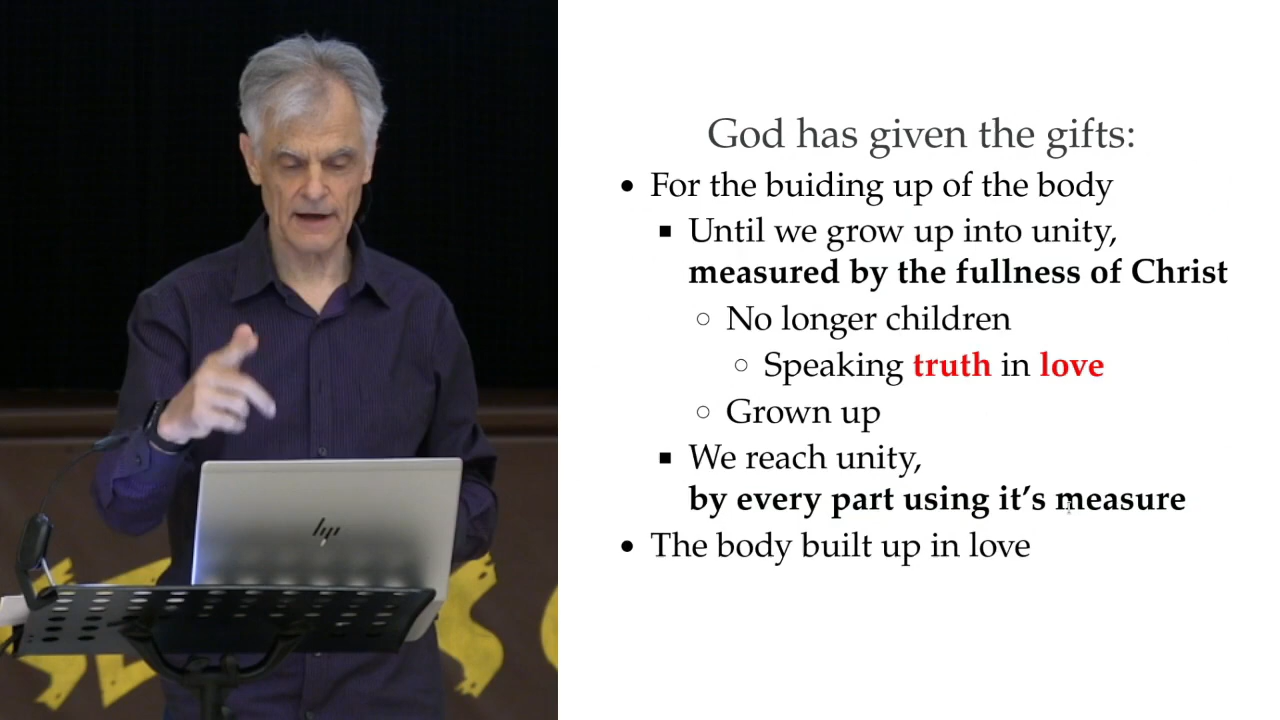 God has given the gifts:
• For the buiding up of the body
▪ Until we grow up into unity,
measured by the fullness of Christ
○ No longer children
○ Speaking truth in love
○ Grown up
▪ We reach unity,
by every part using it's measure
• The body built up in love
hp